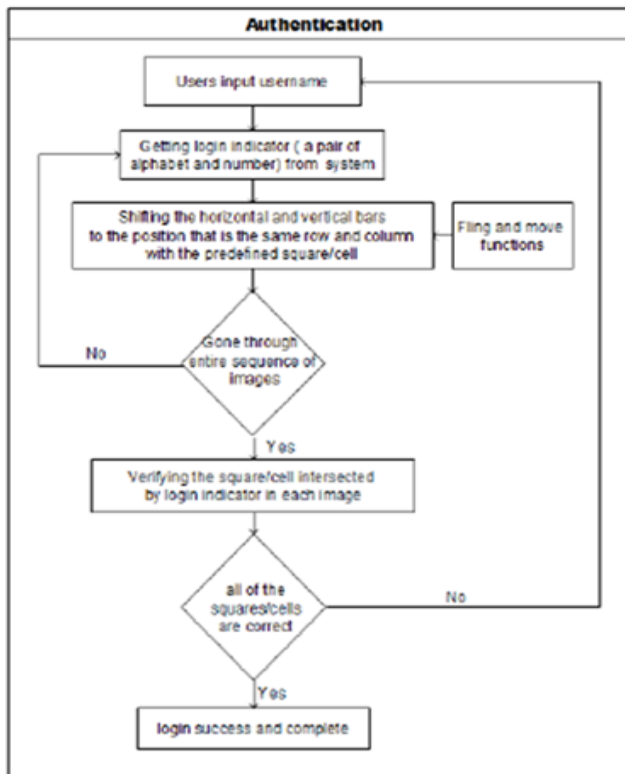 Authentication
Users input username
Getting login indicator ( a pair of
alphabet and number) from system
Shifting the horizontal and vertical bars
to the position that is the same row and column
with the predefined square/cell
Fling and move
functions
Gone through
entire sequence of
images
No
Yes
Verifying the square/cell intersected
by login indicator in each image
all of the
squares/cells
are correct
No
Yes
login success and complete